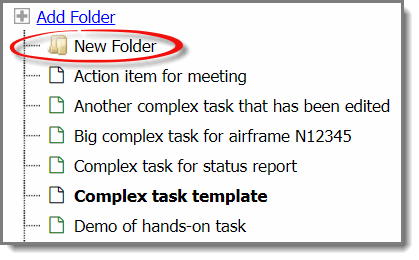 Add Folder
New Folder
Action item for meeting
Another complex task that has been edited
Big complex task for airframe N12345
Complex task for status report
Complex task template
Demo of hands-on task